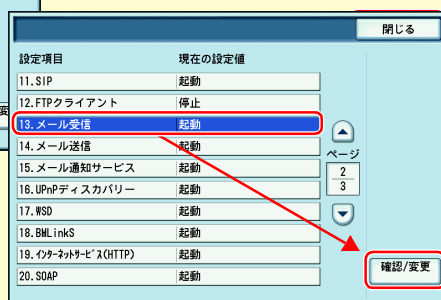 閉じる
設定項目 現在の設定値
11.SIP 起動
12.FTPクライアント 停止
変
13.メール受信 起動
14.メール送信 起動
ページ
15.メール通知サービス 起動
2
16.UPnPディスカバリー 起動
3
17.WSD 起動
18.BMLinkS 起動
19.インターネットサービス(HTTP) 起動
確認/変更
20.SOAP 起動